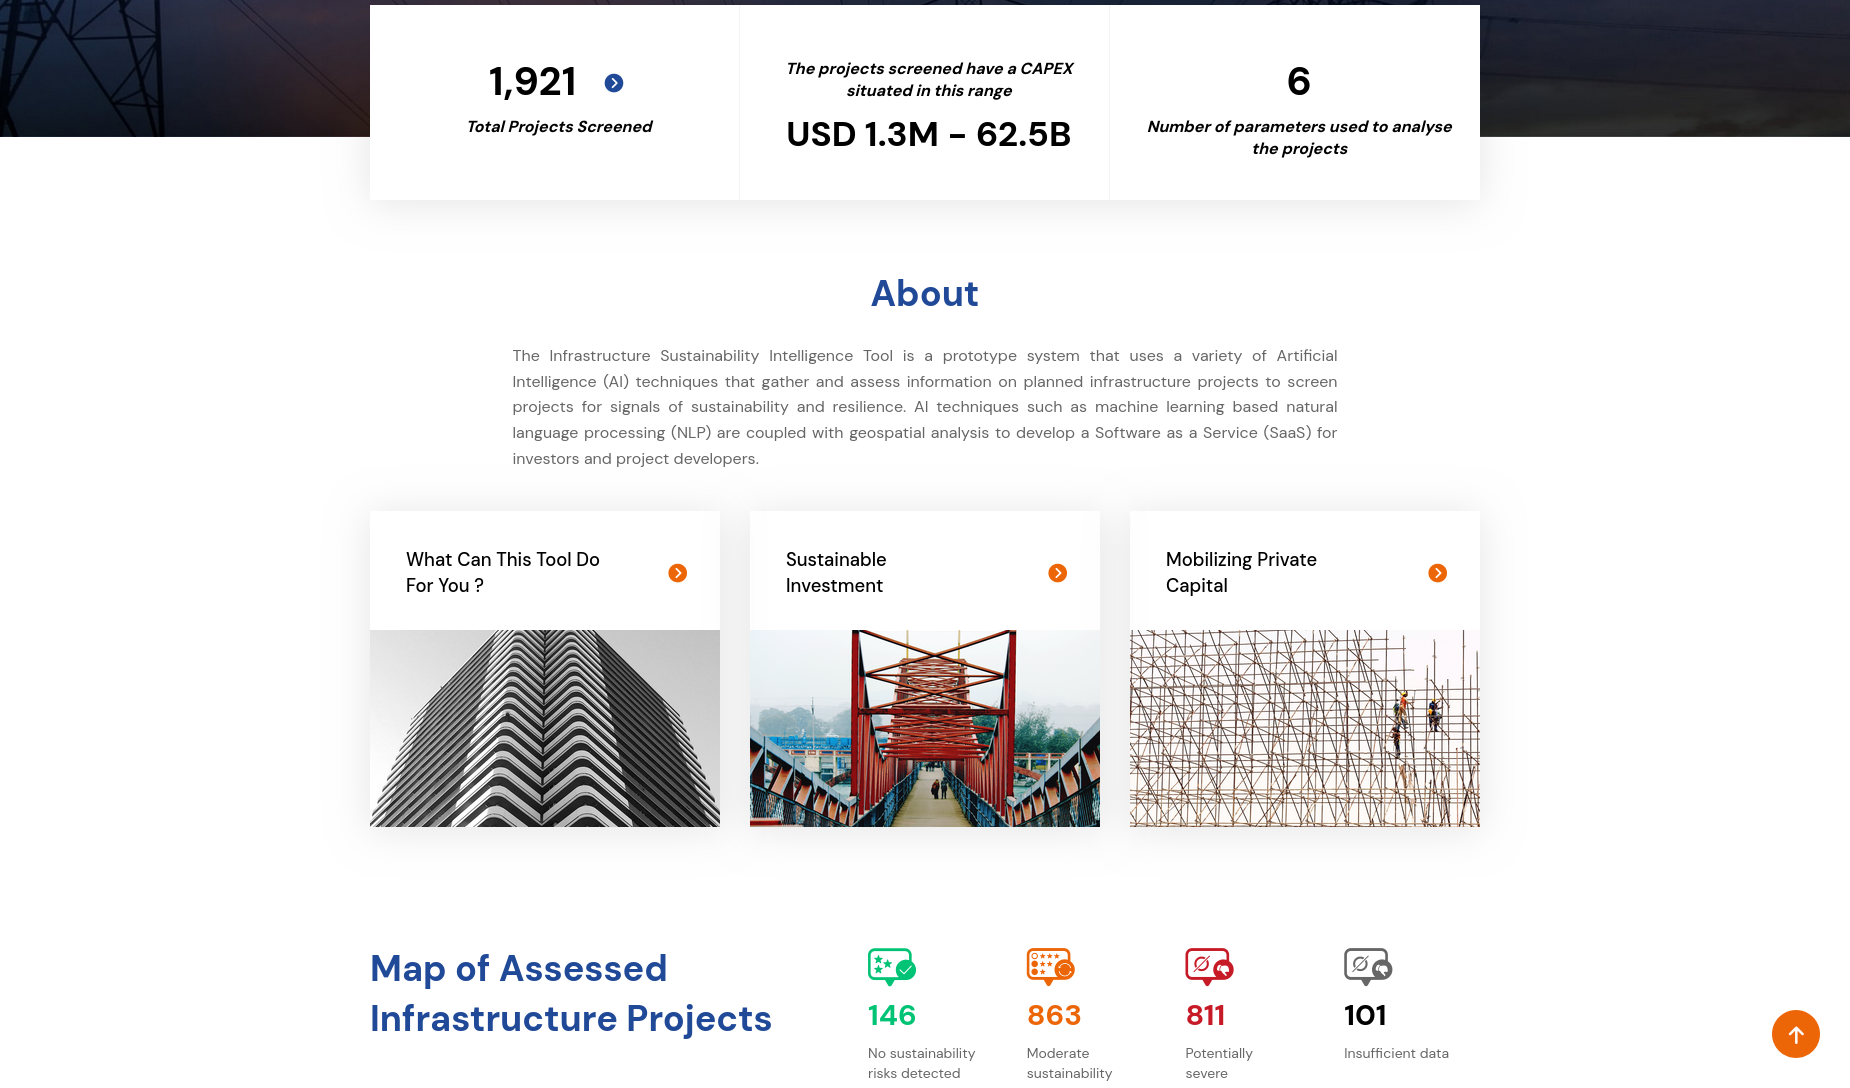 1,921
Total Projects Screened
The projects screened have a CAPEX
situated in this range
USD 1.3M - 62.5B
6
Number of parameters used to analyse
the projects
About
The Infrastructure Sustainability Intelligence Tool is a prototype system that uses a variety of Artificial
Intelligence (AI) techniques that gather and assess information on planned infrastructure projects to screen
projects for signals of sustainability and resilience. AI techniques such as machine learning based natural
language processing (NLP) are coupled with geospatial analysis to develop a Software as a Service (SaaS) for
investors and project developers.
What Can This Tool Do
For You ?
Sustainable
Investment
Mobilizing Private
Capital
Map of Assessed
Infrastructure Projects
146
No sustainability
risks detected
863
Moderate
sustainability
811
Potentially
severe
101
Insufficient data